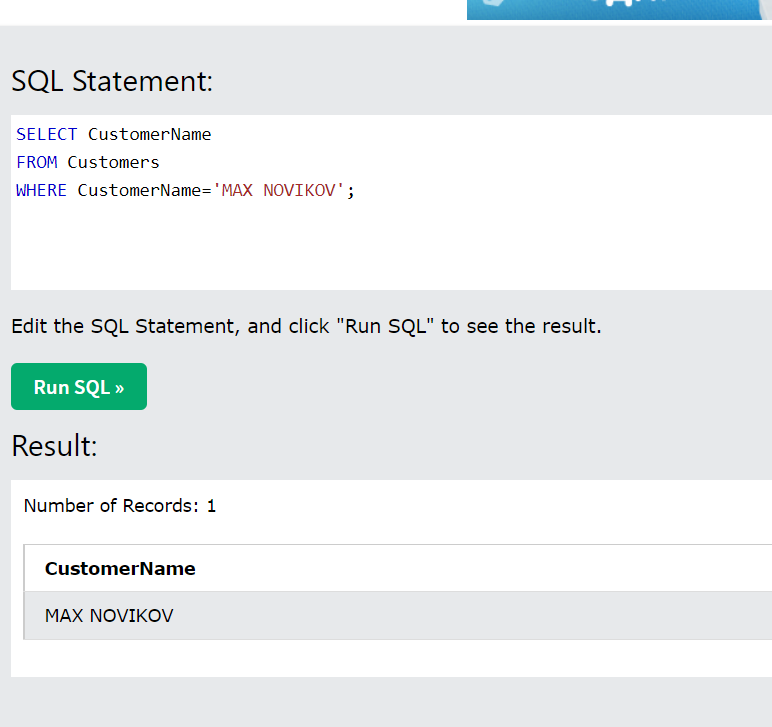 SQL Statement:
SELECT CustomerName
FROM Customers
WHERE CustomerName='MAX NOVIKOV';
Edit the SQL Statement, and click "Run SQL" to see the result.
Run SQL »
Result:
Number of Records: 1
CustomerName
MAX NOVIKOV